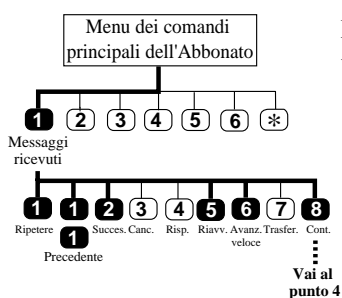 Menu dei comandi
principali dell'Abbonato
1 2 3 4 5 6 *
Messaggi
ricevuti
1 1 2 3 4 5 6 7 8
Ripetere Succes. Canc. Risp. Riavv. Avanz. Trasfer. Cont.
1 veloce
Precedente
Vai al
punto 4